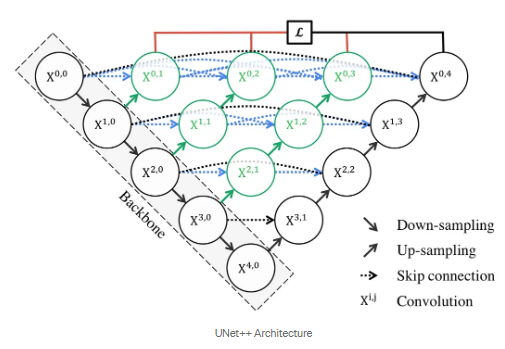 L
X0,0 X0,1 X0,2 X0,3 X0,4
X1,0 X1,1 X1,2 X1,3
X2,0 X2,1 X2,2
X3,0 X3,1
X4,0
Backbone
Down-sampling
Up-sampling
Skip connection
Xi,j Convolution
UNet++ Architecture